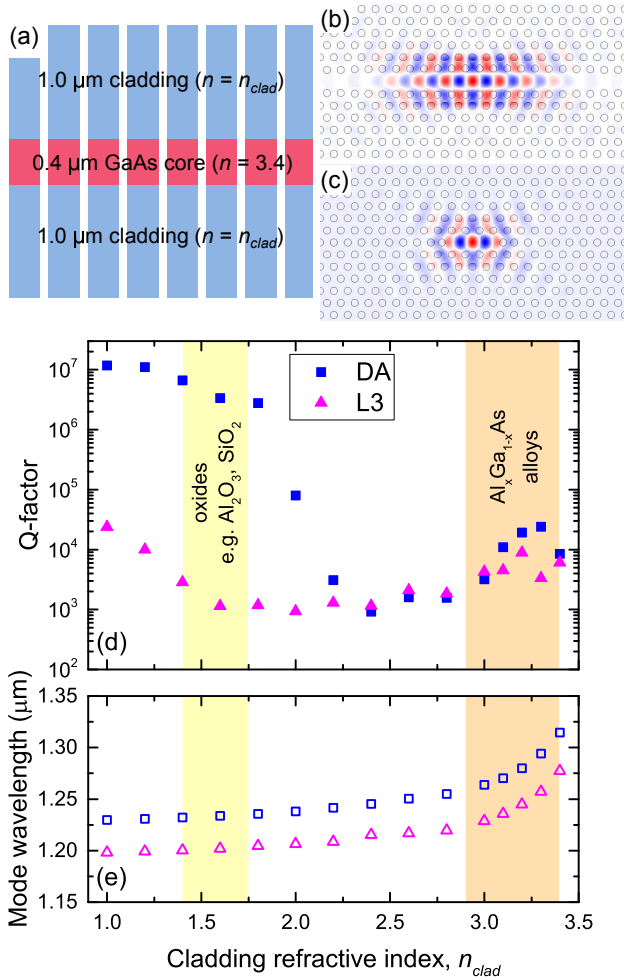 (a)
1.0 µm cladding (n = n_clad)
0.4 µm GaAs core (n = 3.4)
1.0 µm cladding (n = n_clad)
(b)
(c)
10^7
10^6
10^5
10^4
10^3
10^2
Q-factor
DA
L3
oxides
e.g. Al₂O₃, SiO₂
AlₓGa₁₋ₓAs
alloys
(d)
1.35
1.30
1.25
1.20
1.15
Mode wavelength (µm)
(e)
1.0 1.5 2.0 2.5 3.0 3.5
Cladding refractive index, n_clad